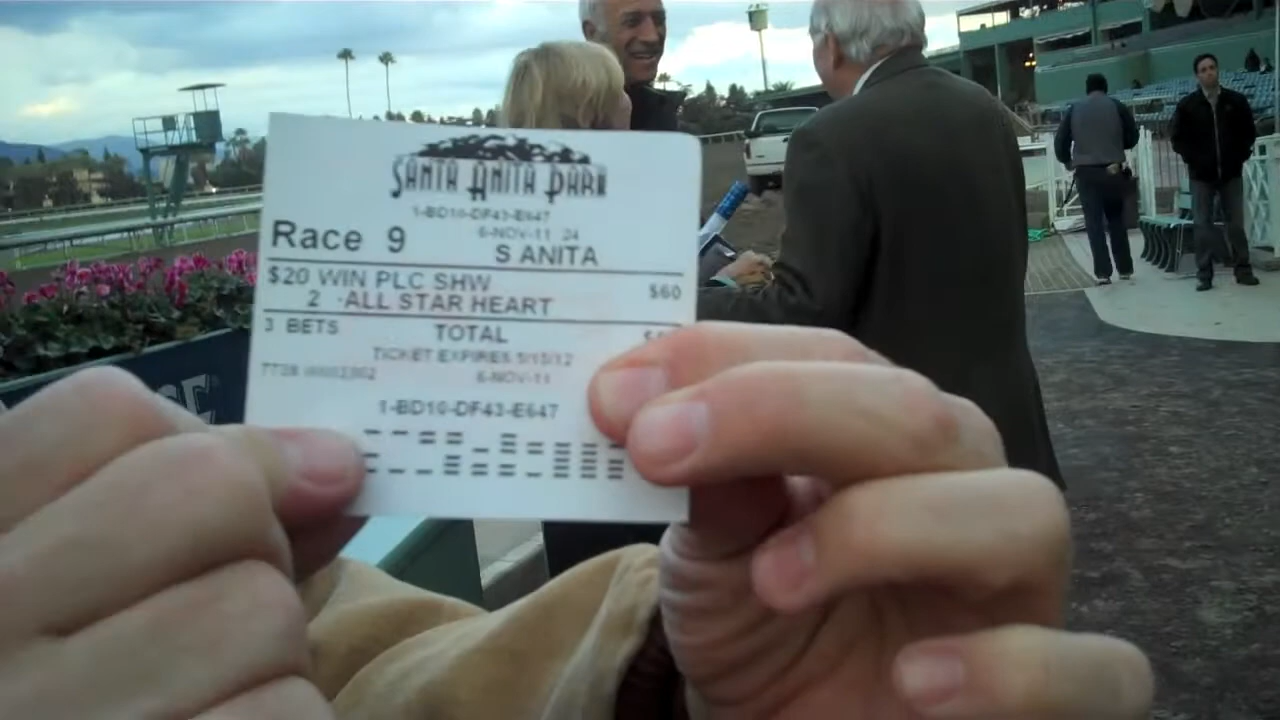 SANTA ANITA PARK
1-BD10-DF43-E647
6-NOV-11 24
Race 9 S ANITA
$20 WIN PLC SHW $60
2 ALL STAR HEART
3 BETS TOTAL
TICKET EXPIRES 5/15/12
6-NOV-11
1-BD10-DF43-E647